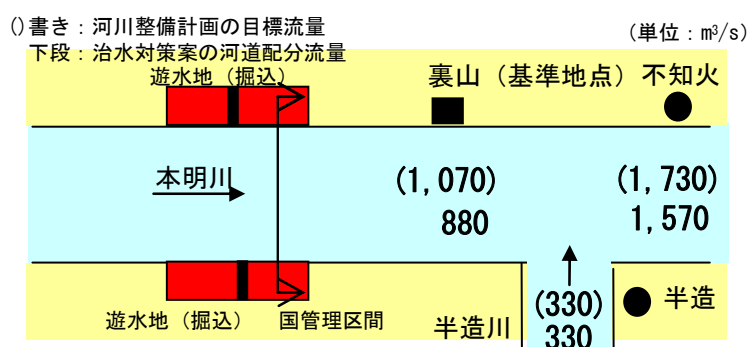 ()書き：河川整備計画の目標流量
(単位：m³/s)
下段：治水対策案の河道配分流量
遊水地（掘込）
裏山（基準地点）
不知火
本明川
(1,070)
880
(1,730)
1,570
遊水地（掘込）
国管理区間
半造川
(330)
330
半造